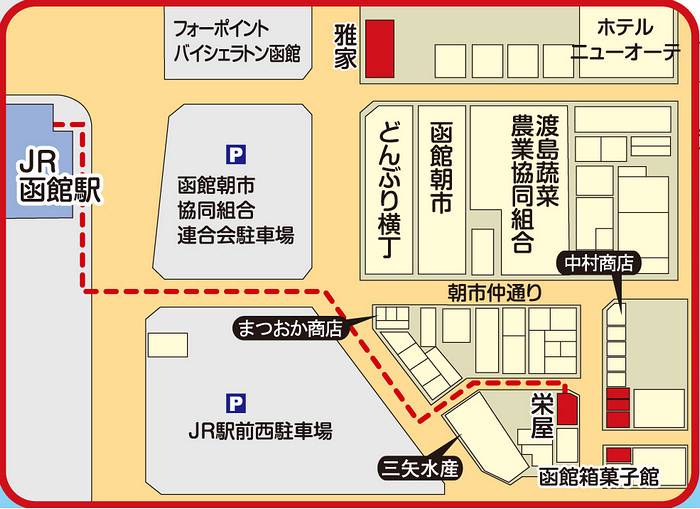 フォーポイント
バイシェラトン函館
雅家
ホテル
ニューオーテ
JR
函館駅
P
函館朝市
協同組合
連合会駐車場
どんぶり横丁
函館朝市
渡島蔬菜
農業協同組合
中村商店
朝市仲通り
まつおか商店
P
JR駅前西駐車場
栄屋
三矢水産
函館箱菓子館